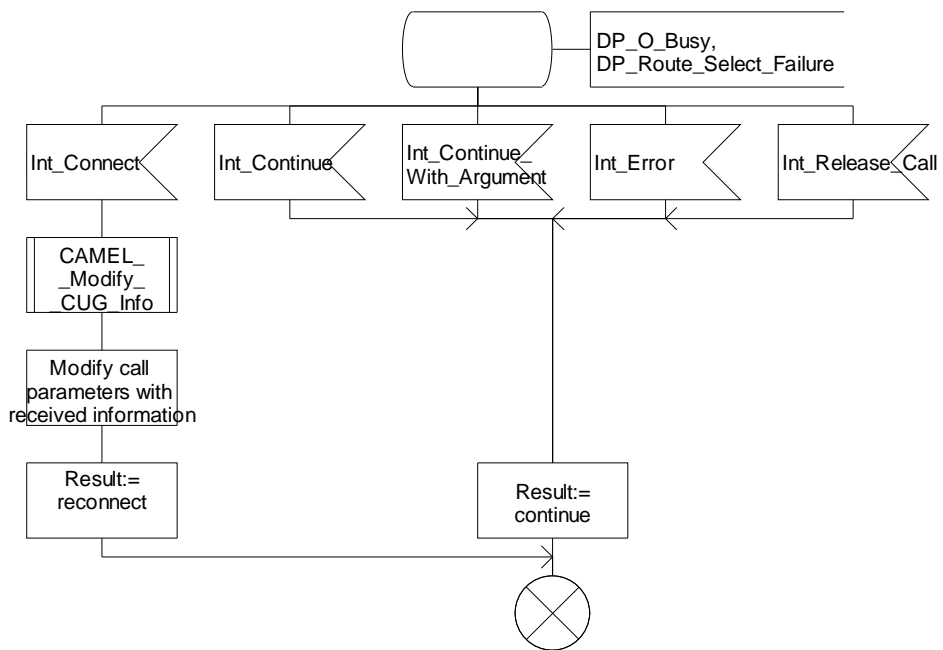 DP_O_Busy,
DP_Route_Select_Failure
Int_Connect
Int_Continue
Int_Continue_
With_Argument
Int_Error
Int_Release_Call
CAMEL_
_Modify_
_CUG_Info
Modify call
parameters with
received information
Result:=
reconnect
Result:=
continue